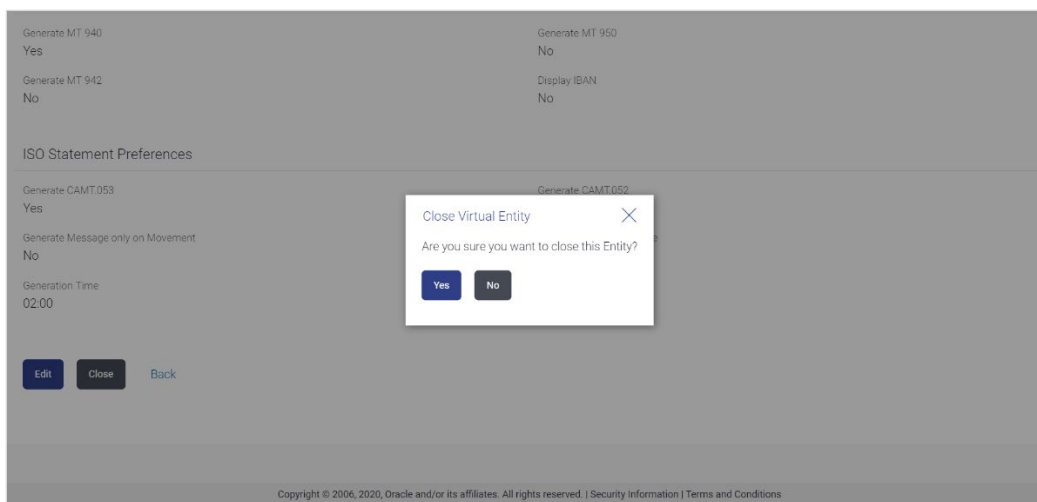 Generate MT 940
Generate MT 950
Yes
No
Generate MT 942
Display IBAN
No
No
ISO Statement Preferences
Generate CAMT.053
Generate CAMT.052
Yes
Close Virtual Entity
Generate Message only on Movement
No
Are you sure you want to close this Entity?
Generation Time
02:00
Yes No
Edit Close Back
Copyright © 2006, 2020, Oracle and/or its affiliates. All rights reserved. | Security Information | Terms and Conditions